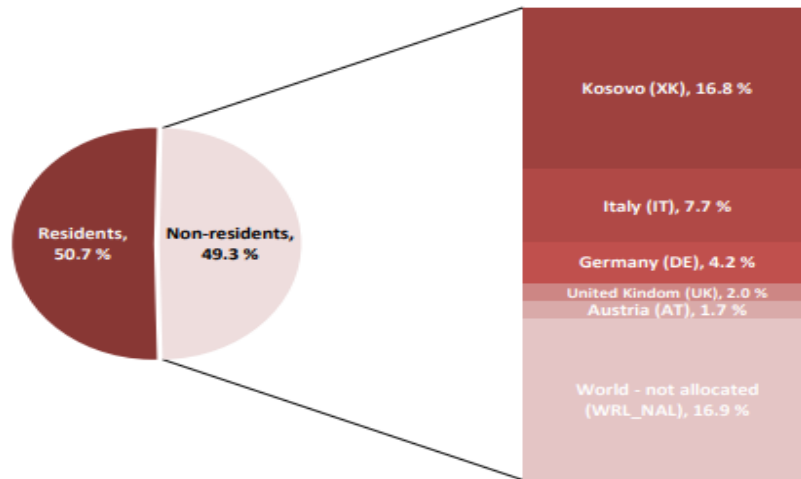 Residents,
50.7 %
Non-residents,
49.3 %
Kosovo (XK), 16.8 %
Italy (IT), 7.7 %
Germany (DE), 4.2 %
United Kindom (UK), 2.0 %
Austria (AT), 1.7 %
World - not allocated
(WRL_NAL), 16.9 %